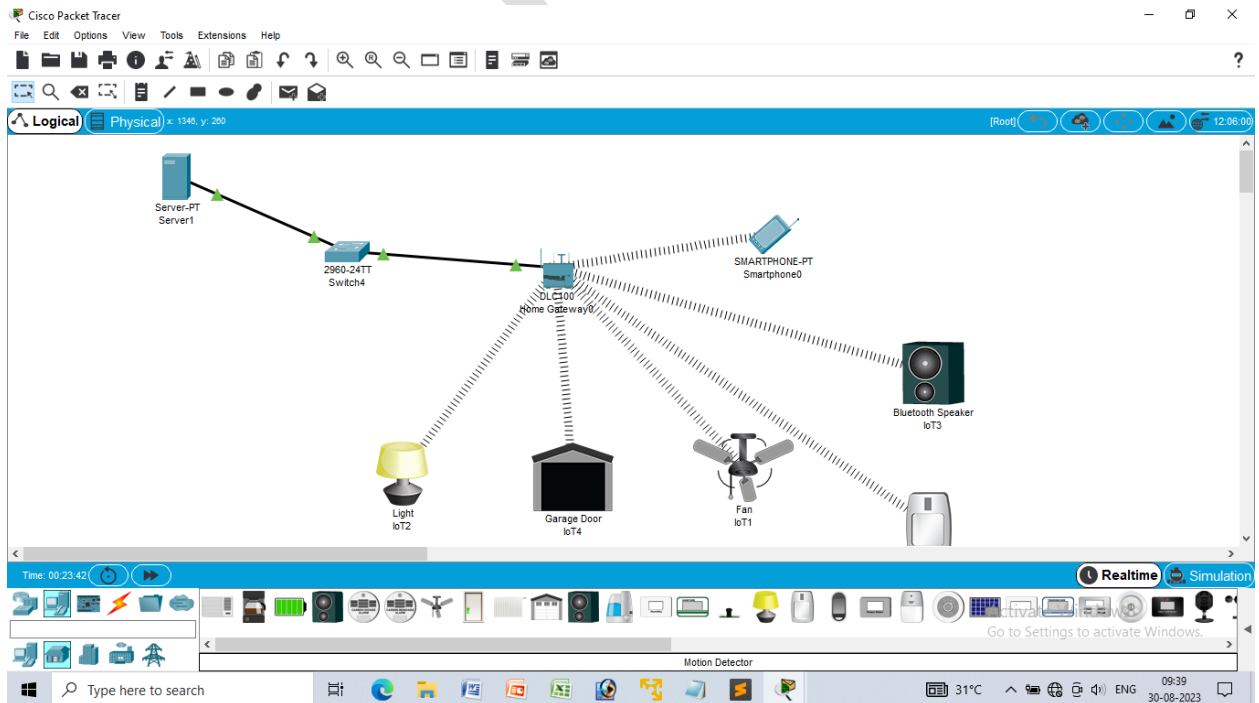 Cisco Packet Tracer
File Edit Options View Tools Extensions Help
?
Logical Physical x: 1346, y: 260 [Root] 12:06:00
Server-PT
Server1
2960-24TT
Switch4
DLC100
Home Gateway0
SMARTPHONE-PT
Smartphone0
Bluetooth Speaker
IoT3
Light
IoT2
Garage Door
IoT4
Fan
IoT1
Time: 00:23:42 Realtime Simulation
Activate Windows
Go to Settings to activate Windows.
Motion Detector
Type here to search 31°C ENG 09:39
30-08-2023